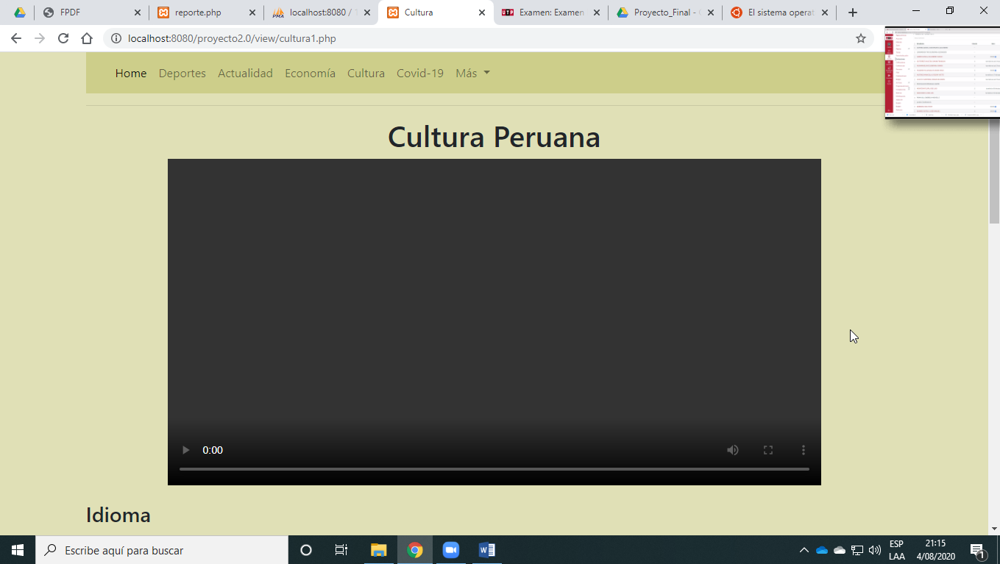 FPDF
reporte.php
localhost:8080 /
Cultura
Examen: Examen
Proyecto_Final -
El sistema operat
localhost:8080/proyecto2.0/view/cultura1.php
Home Deportes Actualidad Economía Cultura Covid-19 Más
Cultura Peruana
0:00
Idioma
Escribe aquí para buscar
ESP
LAA
21:15
4/08/2020
1